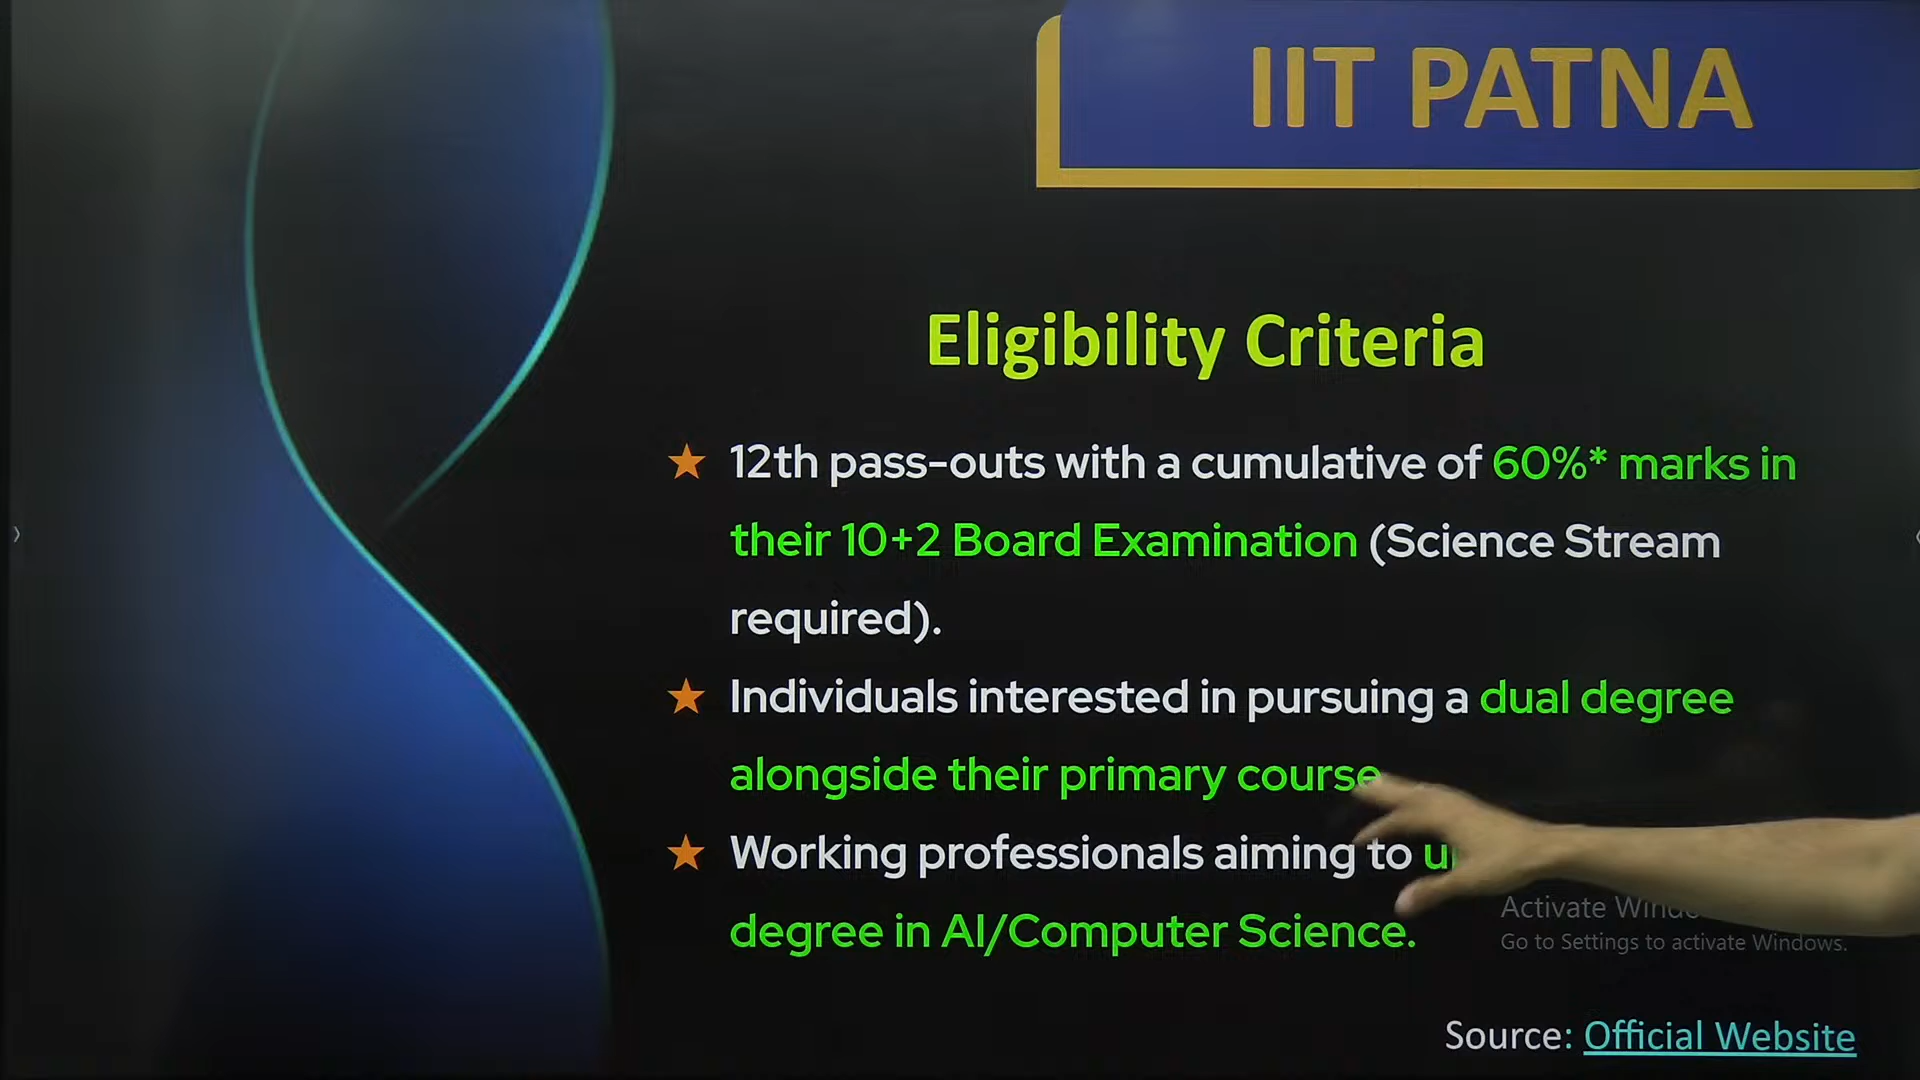 IIT PATNA
Eligibility Criteria
★ 12th pass-outs with a cumulative of 60%* marks in
their 10+2 Board Examination (Science Stream
required).
★ Individuals interested in pursuing a dual degree
alongside their primary course
★ Working professionals aiming to
degree in AI/Computer Science.
Activate
Go to Settings to activate Windows.
Source: Official Website